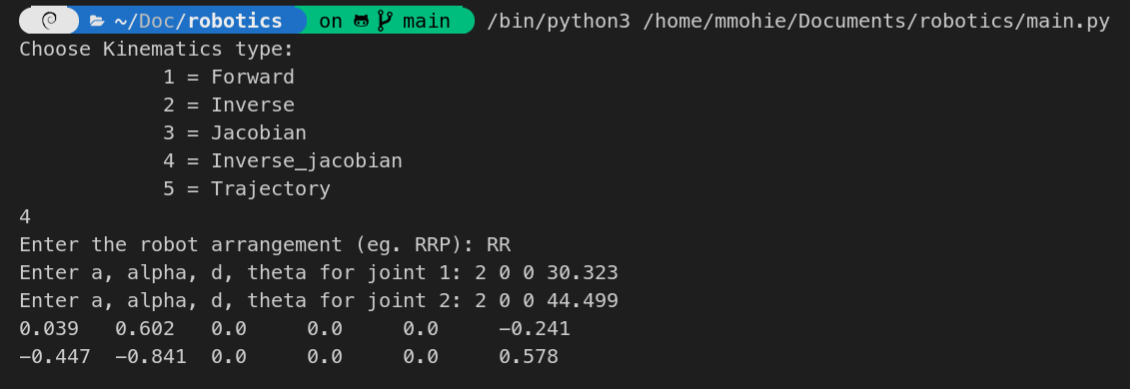 ~/Doc/robotics on main /bin/python3 /home/mmohie/Documents/robotics/main.py
Choose Kinematics type:
            1 = Forward
            2 = Inverse
            3 = Jacobian
            4 = Inverse_jacobian
            5 = Trajectory
4
Enter the robot arrangement (eg. RRP): RR
Enter a, alpha, d, theta for joint 1: 2 0 0 30.323
Enter a, alpha, d, theta for joint 2: 2 0 0 44.499
0.039   0.602   0.0     0.0     0.0     -0.241
-0.447  -0.841  0.0     0.0     0.0     0.578